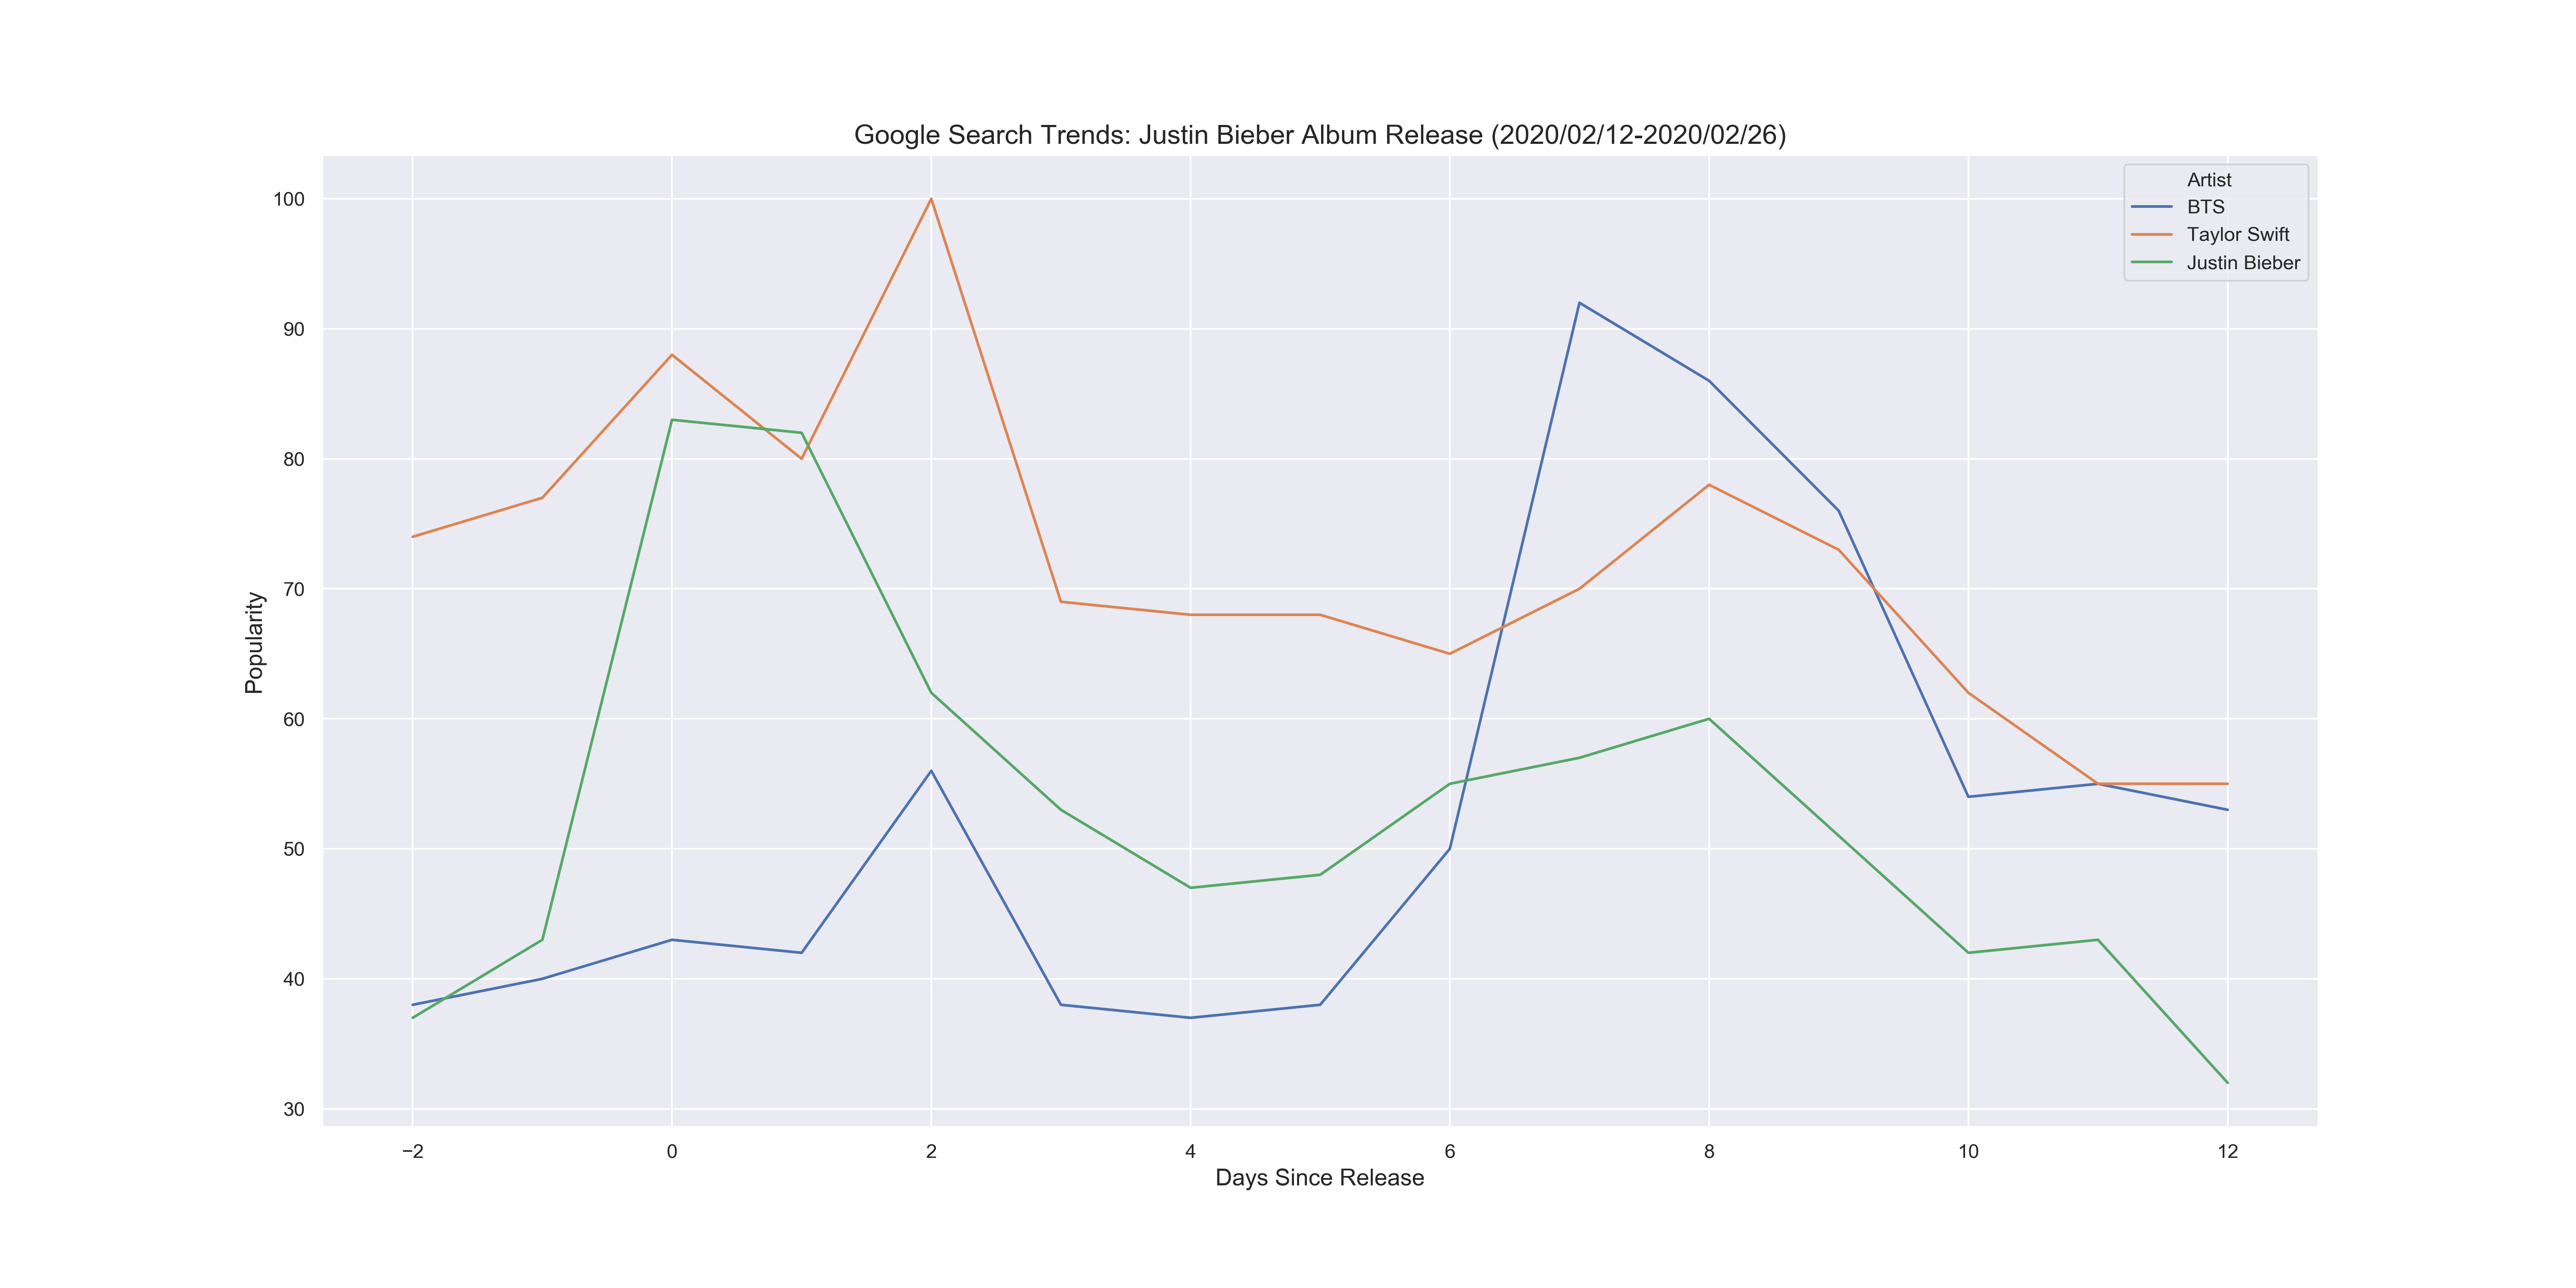 Google Search Trends: Justin Bieber Album Release (2020/02/12-2020/02/26)
Artist
BTS
Taylor Swift
Justin Bieber
100
90
80
70
60
50
40
30
Popularity
−2 0 2 4 6 8 10 12
Days Since Release